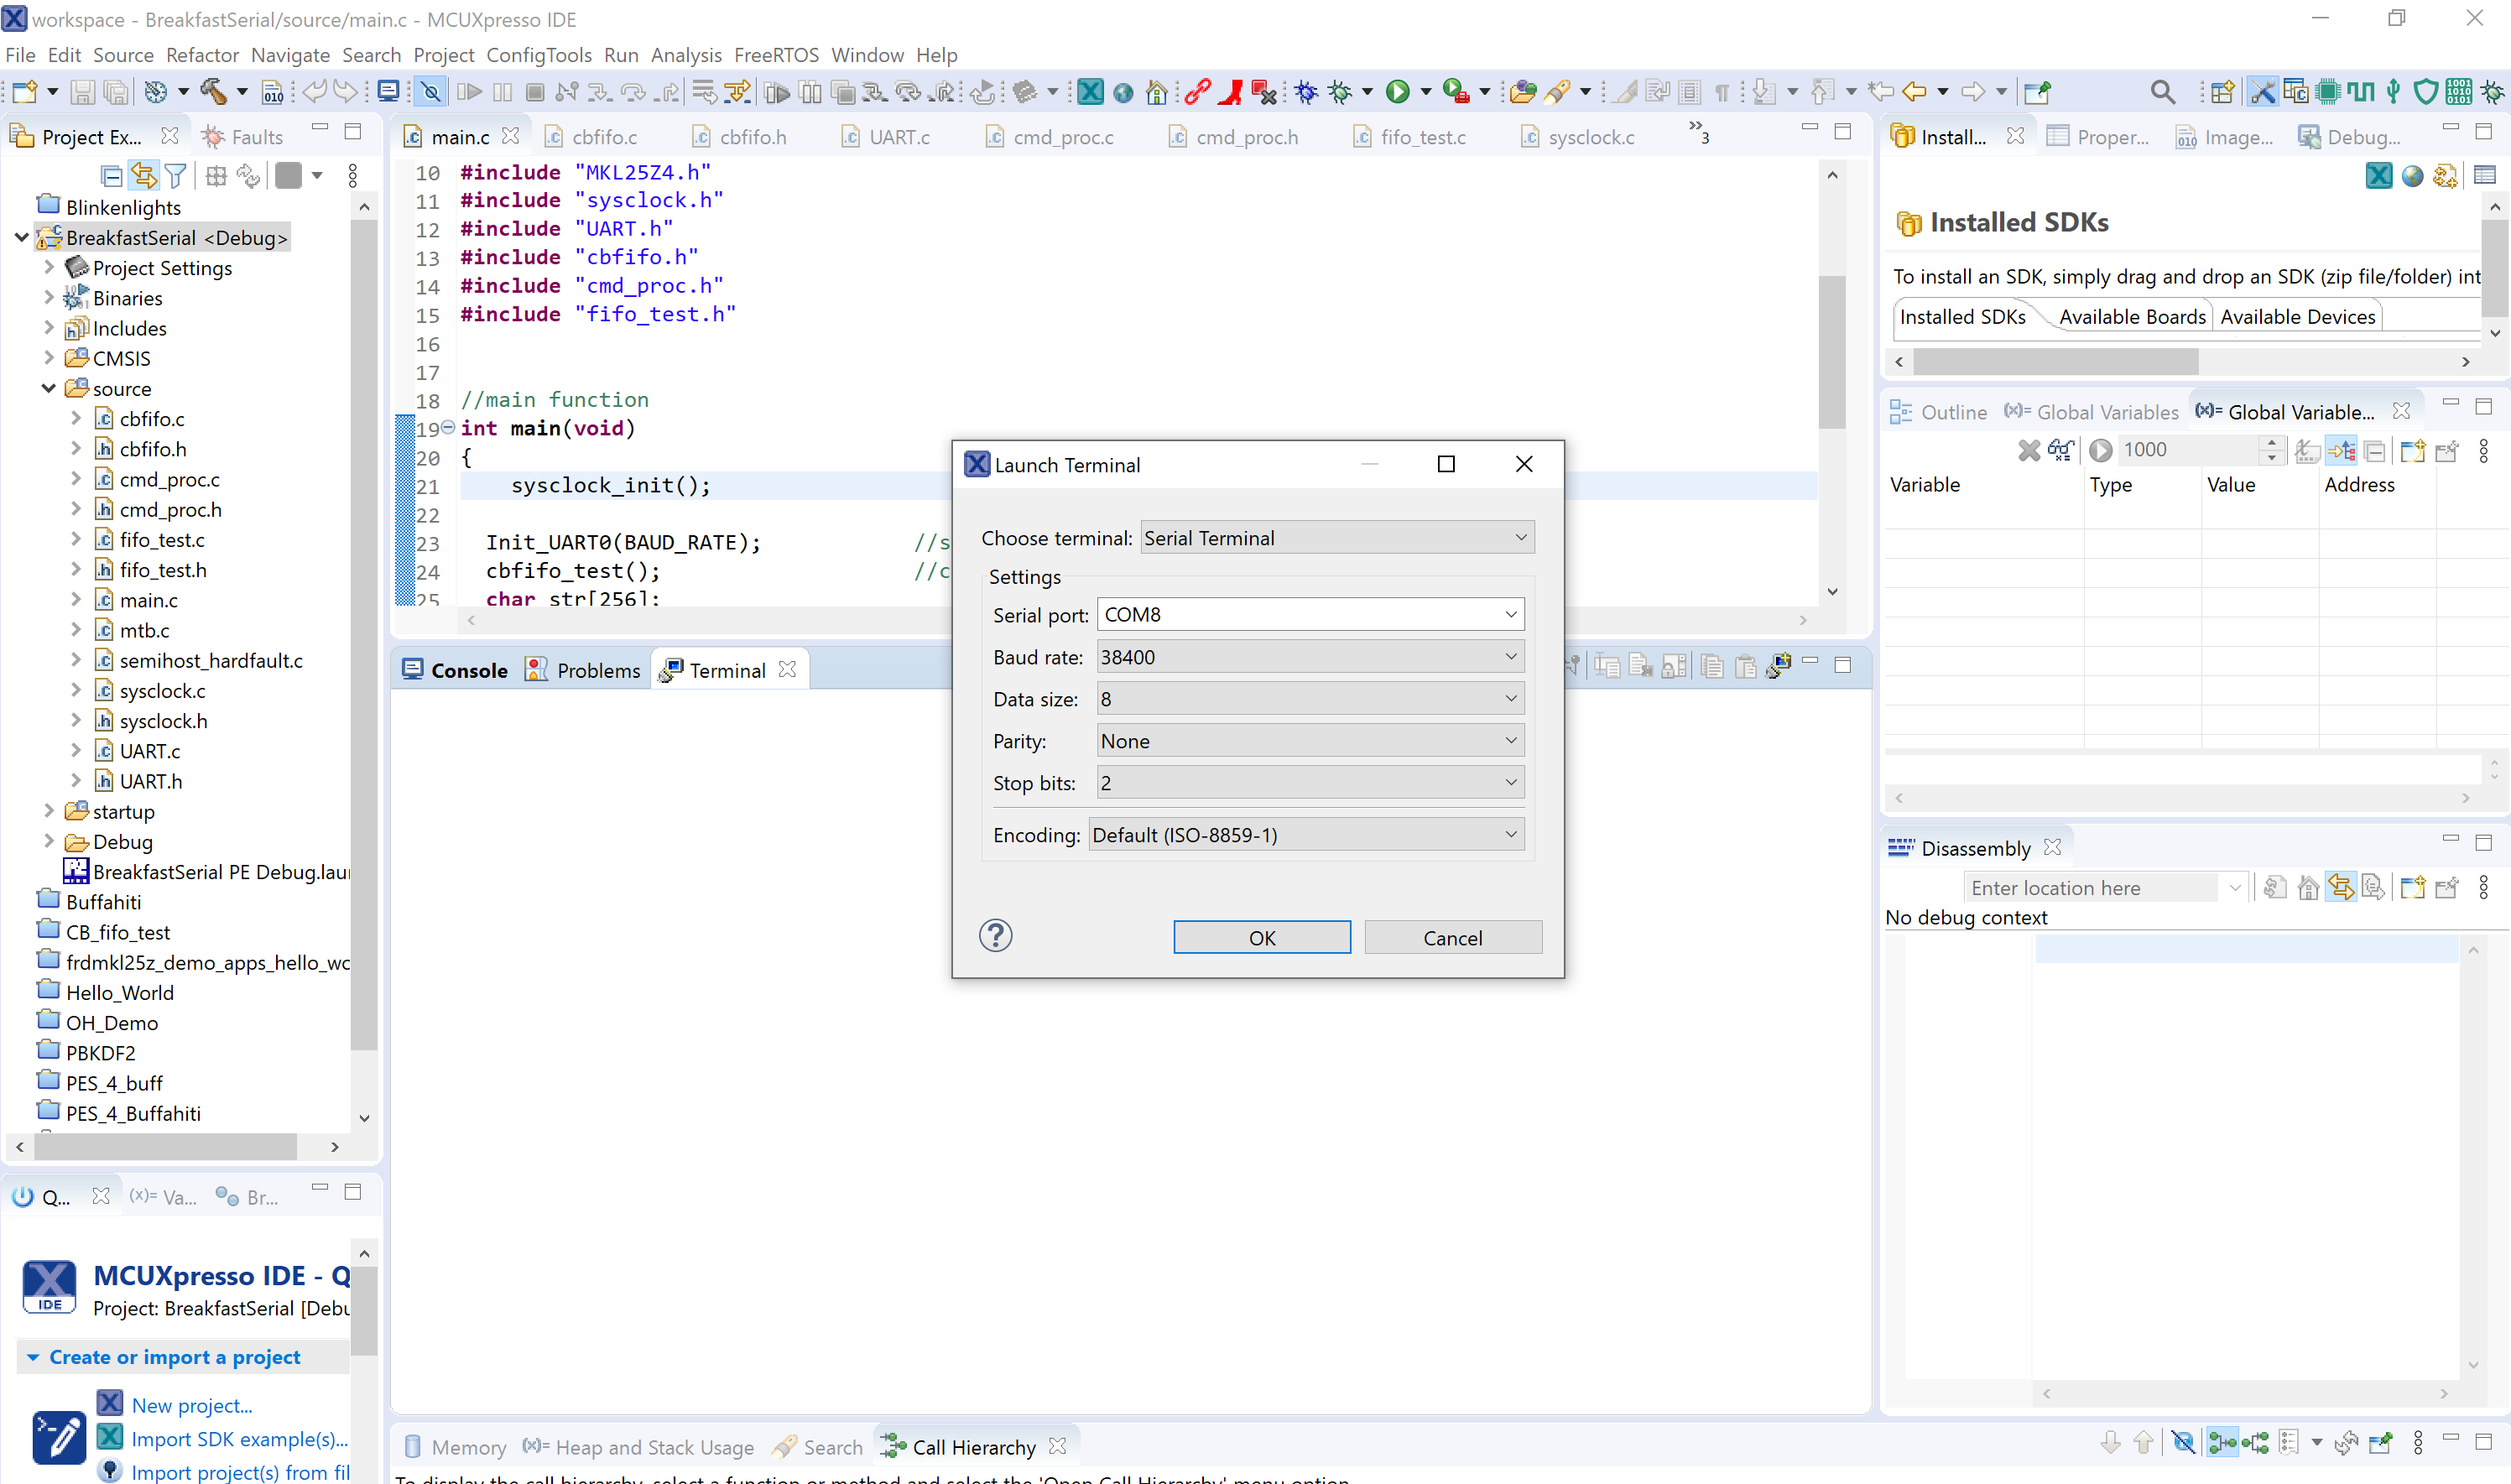 workspace - BreakfastSerial/source/main.c - MCUXpresso IDE
File Edit Source Refactor Navigate Search Project ConfigTools Run Analysis FreeRTOS Window Help
Project Ex... Faults
Blinkenlights
BreakfastSerial <Debug>
Project Settings
Binaries
Includes
CMSIS
source
cbfifo.c
cbfifo.h
cmd_proc.c
cmd_proc.h
fifo_test.c
fifo_test.h
main.c
mtb.c
semihost_hardfault.c
sysclock.c
sysclock.h
UART.c
UART.h
startup
Debug
BreakfastSerial PE Debug.lau
Buffahiti
CB_fifo_test
frdmkl25z_demo_apps_hello_wc
Hello_World
OH_Demo
PBKDF2
PES_4_buff
PES_4_Buffahiti
Q... (x)= Va... Br...
IDE
MCUXpresso IDE - Q
Project: BreakfastSerial [Debu
Create or import a project
New project...
Import SDK example(s)...
Import project(s) from fil
main.c cbfifo.c cbfifo.h UART.c cmd_proc.c cmd_proc.h fifo_test.c sysclock.c »3
10 #include "MKL25Z4.h"
11 #include "sysclock.h"
12 #include "UART.h"
13 #include "cbfifo.h"
14 #include "cmd_proc.h"
15 #include "fifo_test.h"
16
17
18 //main function
19 int main(void)
20 {
21 sysclock_init();
22
23 Init_UART0(BAUD_RATE); //s
24 cbfifo_test(); //c
25 char str[256];
Console Problems Terminal
Launch Terminal
Choose terminal: Serial Terminal
Settings
Serial port: COM8
Baud rate: 38400
Data size: 8
Parity: None
Stop bits: 2
Encoding: Default (ISO-8859-1)
OK Cancel
Memory (x)= Heap and Stack Usage Search Call Hierarchy
To display the call hierarchy, select a function or method and select the 'Open Call Hierarchy' menu option.
Install... Proper... Image... Debug...
Installed SDKs
To install an SDK, simply drag and drop an SDK (zip file/folder) int
Installed SDKs Available Boards Available Devices
Outline (x)= Global Variables (x)= Global Variable...
1000
Variable Type Value Address
Disassembly
Enter location here
No debug context